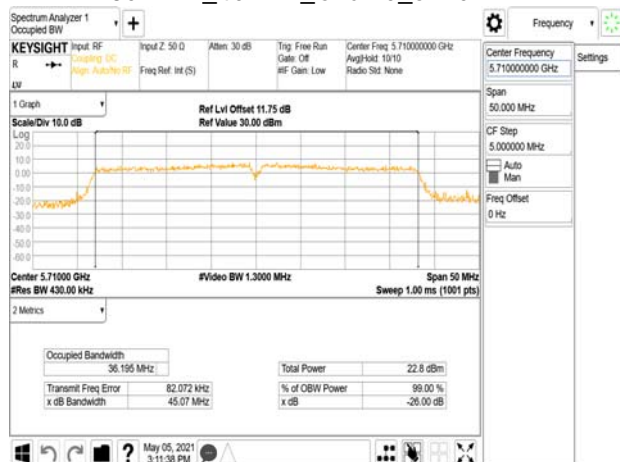 Spectrum Analyzer 1
Occupied BW
Frequency
KEYSIGHT
Input: RF
Coupling: DC
Align: Auto/No RF
Input Z: 50 Ω
Freq Ref: Int (S)
Atten: 30 dB
Trig: Free Run
Gate: Off
#IF Gain: Low
Center Freq: 5.710000000 GHz
Avg|Hold: 10/10
Radio Std: None
R
LXI
Center Frequency
5.710000000 GHz
Settings
Span
50.000 MHz
CF Step
5.000000 MHz
Auto
Man
Freq Offset
0 Hz
1 Graph
Scale/Div 10.0 dB
Ref Lvl Offset 11.75 dB
Ref Value 30.00 dBm
Log
20.0
10.0
0.00
-10.0
-20.0
-30.0
-40.0
-50.0
-60.0
Center 5.71000 GHz
#Video BW 1.3000 MHz
Span 50 MHz
#Res BW 430.00 kHz
Sweep 1.00 ms (1001 pts)
2 Metrics
Occupied Bandwidth
36.195 MHz
Total Power 22.8 dBm
Transmit Freq Error 82.072 kHz
% of OBW Power 99.00 %
x dB Bandwidth 45.07 MHz
x dB -26.00 dB
May 05, 2021
3:11:38 PM